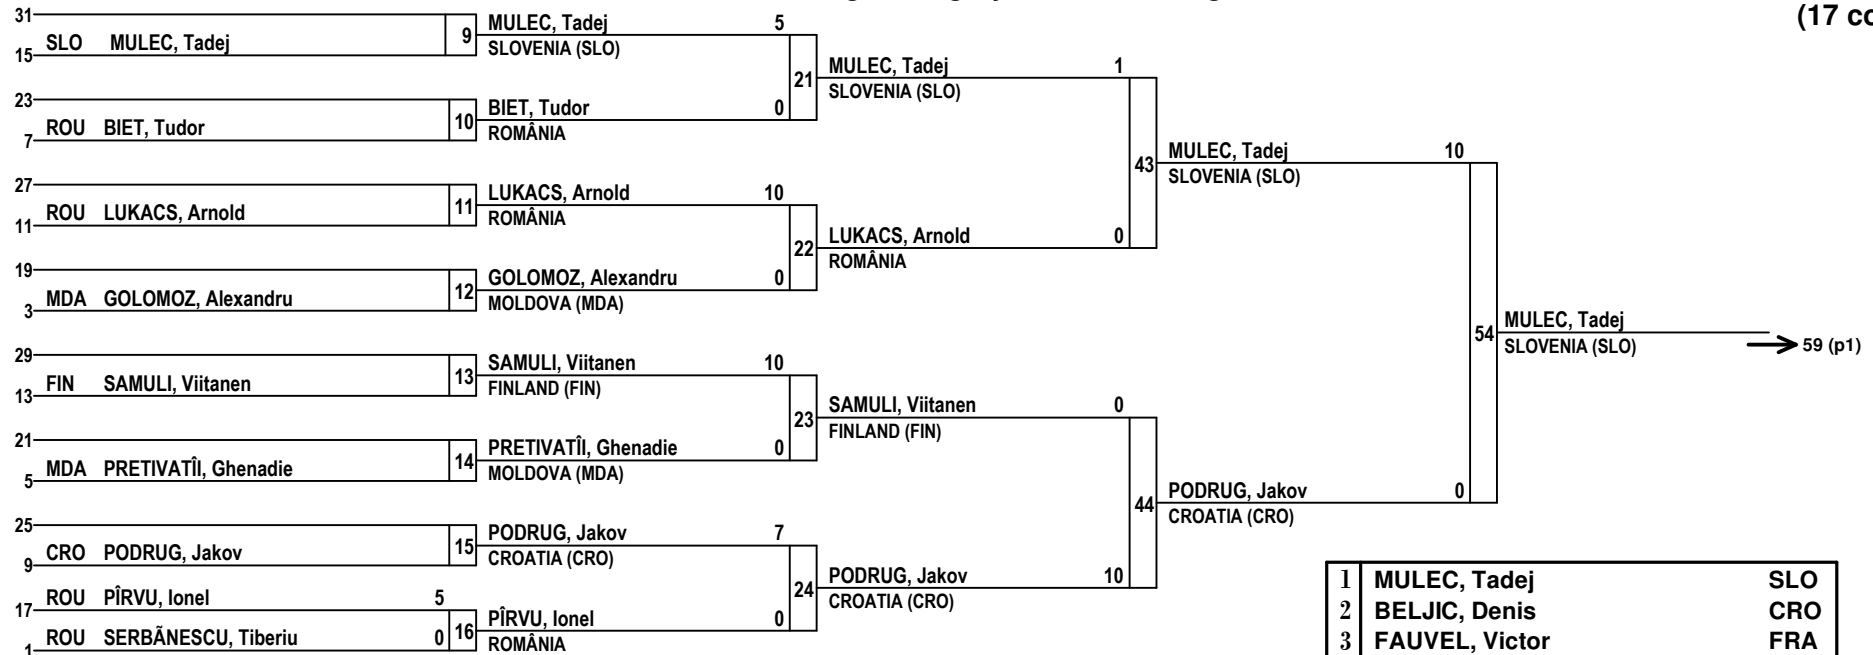 (17 co
31
SLO MULEC, Tadej
15
9
MULEC, Tadej 5
SLOVENIA (SLO)
23
ROU BIET, Tudor
7
10
BIET, Tudor 0
ROMÂNIA
21
MULEC, Tadej 1
SLOVENIA (SLO)
27
ROU LUKACS, Arnold
11
11
LUKACS, Arnold 10
ROMÂNIA
19
MDA GOLOMOZ, Alexandru
3
12
GOLOMOZ, Alexandru 0
MOLDOVA (MDA)
22
LUKACS, Arnold 0
ROMÂNIA
43
MULEC, Tadej 10
SLOVENIA (SLO)
29
FIN SAMULI, Viitanen
13
13
SAMULI, Viitanen 10
FINLAND (FIN)
21
MDA PRETIVATÎI, Ghenadie
5
14
PRETIVATÎI, Ghenadie 0
MOLDOVA (MDA)
23
SAMULI, Viitanen 0
FINLAND (FIN)
25
CRO PODRUG, Jakov
9
15
PODRUG, Jakov 7
CROATIA (CRO)
ROU PÎRVU, Ionel 5
17
ROU SERBÃNESCU, Tiberiu 0
1
16
PÎRVU, Ionel 0
ROMÂNIA
24
PODRUG, Jakov 10
CROATIA (CRO)
44
PODRUG, Jakov 0
CROATIA (CRO)
54
MULEC, Tadej
SLOVENIA (SLO)
59 (p1)
1 MULEC, Tadej SLO
2 BELJIC, Denis CRO
3 FAUVEL, Victor FRA